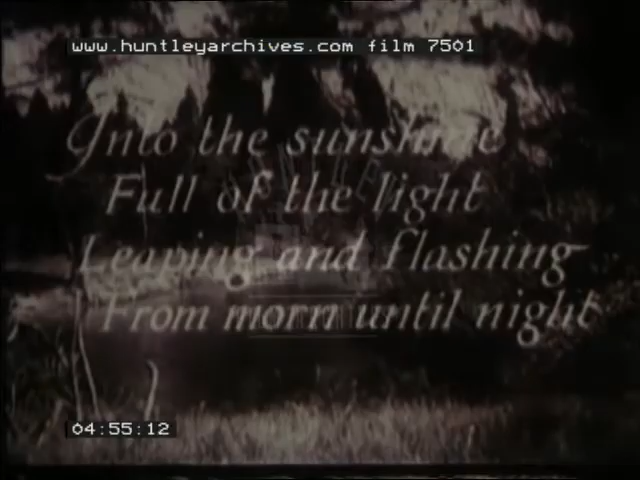 www.huntleyarchives.com film 7501
Into the sunshine
Full of the light
Leaping and flashing
From morn until night
04:55:12